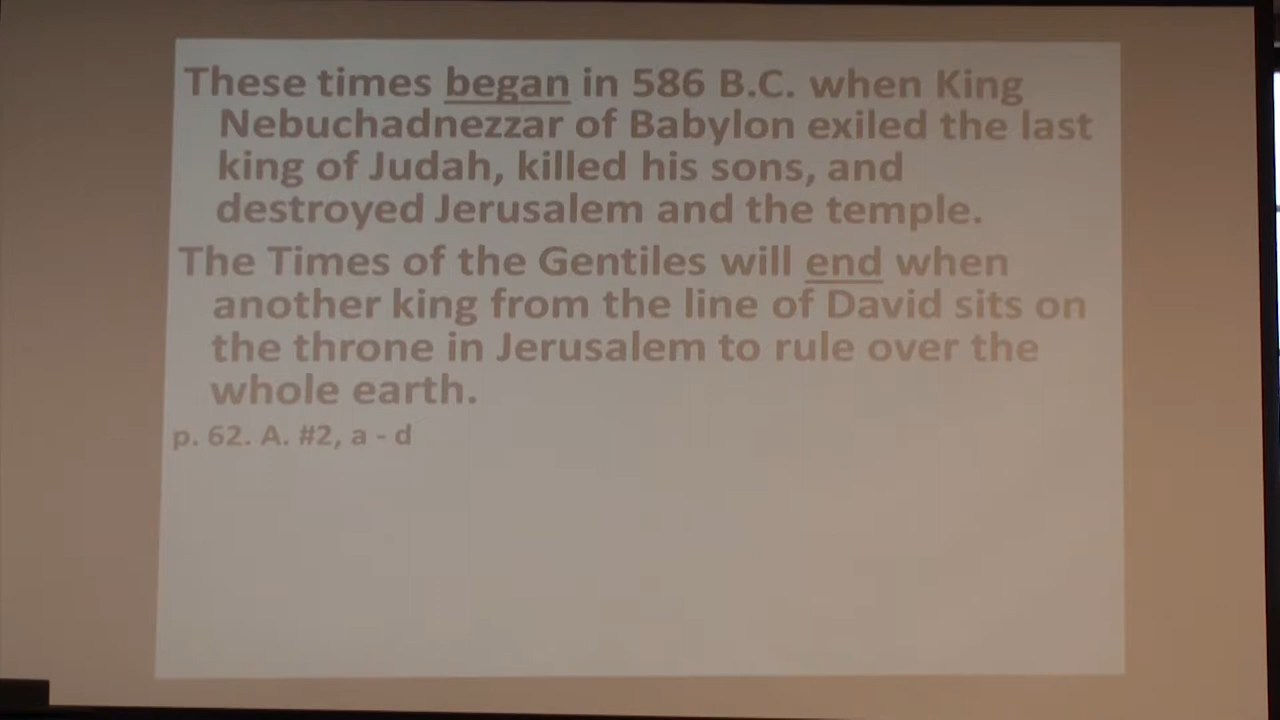 These times began in 586 B.C. when King
Nebuchadnezzar of Babylon exiled the last
king of Judah, killed his sons, and
destroyed Jerusalem and the temple.
The Times of the Gentiles will end when
another king from the line of David sits on
the throne in Jerusalem to rule over the
whole earth.
p. 62. A. #2, a - d